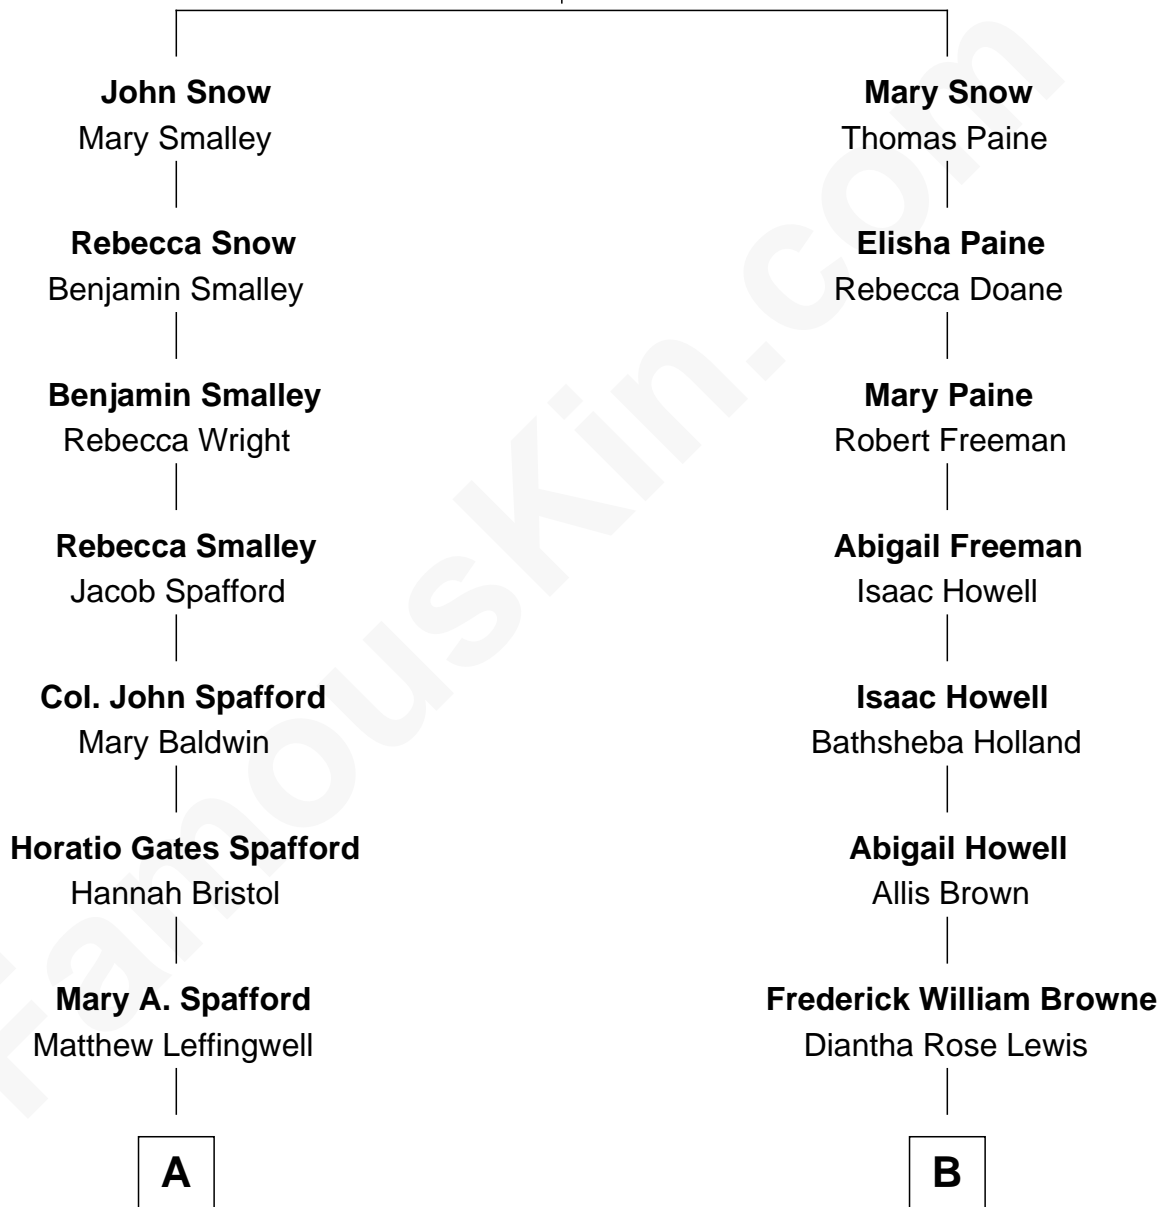 John Snow
Mary Smalley
Rebecca Snow
Benjamin Smalley
Benjamin Smalley
Rebecca Wright
Rebecca Smalley
Jacob Spafford
Col. John Spafford
Mary Baldwin
Horatio Gates Spafford
Hannah Bristol
Mary A. Spafford
Matthew Leffingwell
A
Mary Snow
Thomas Paine
Elisha Paine
Rebecca Doane
Mary Paine
Robert Freeman
Abigail Freeman
Isaac Howell
Isaac Howell
Bathsheba Holland
Abigail Howell
Allis Brown
Frederick William Browne
Diantha Rose Lewis
B
FamousKin.com